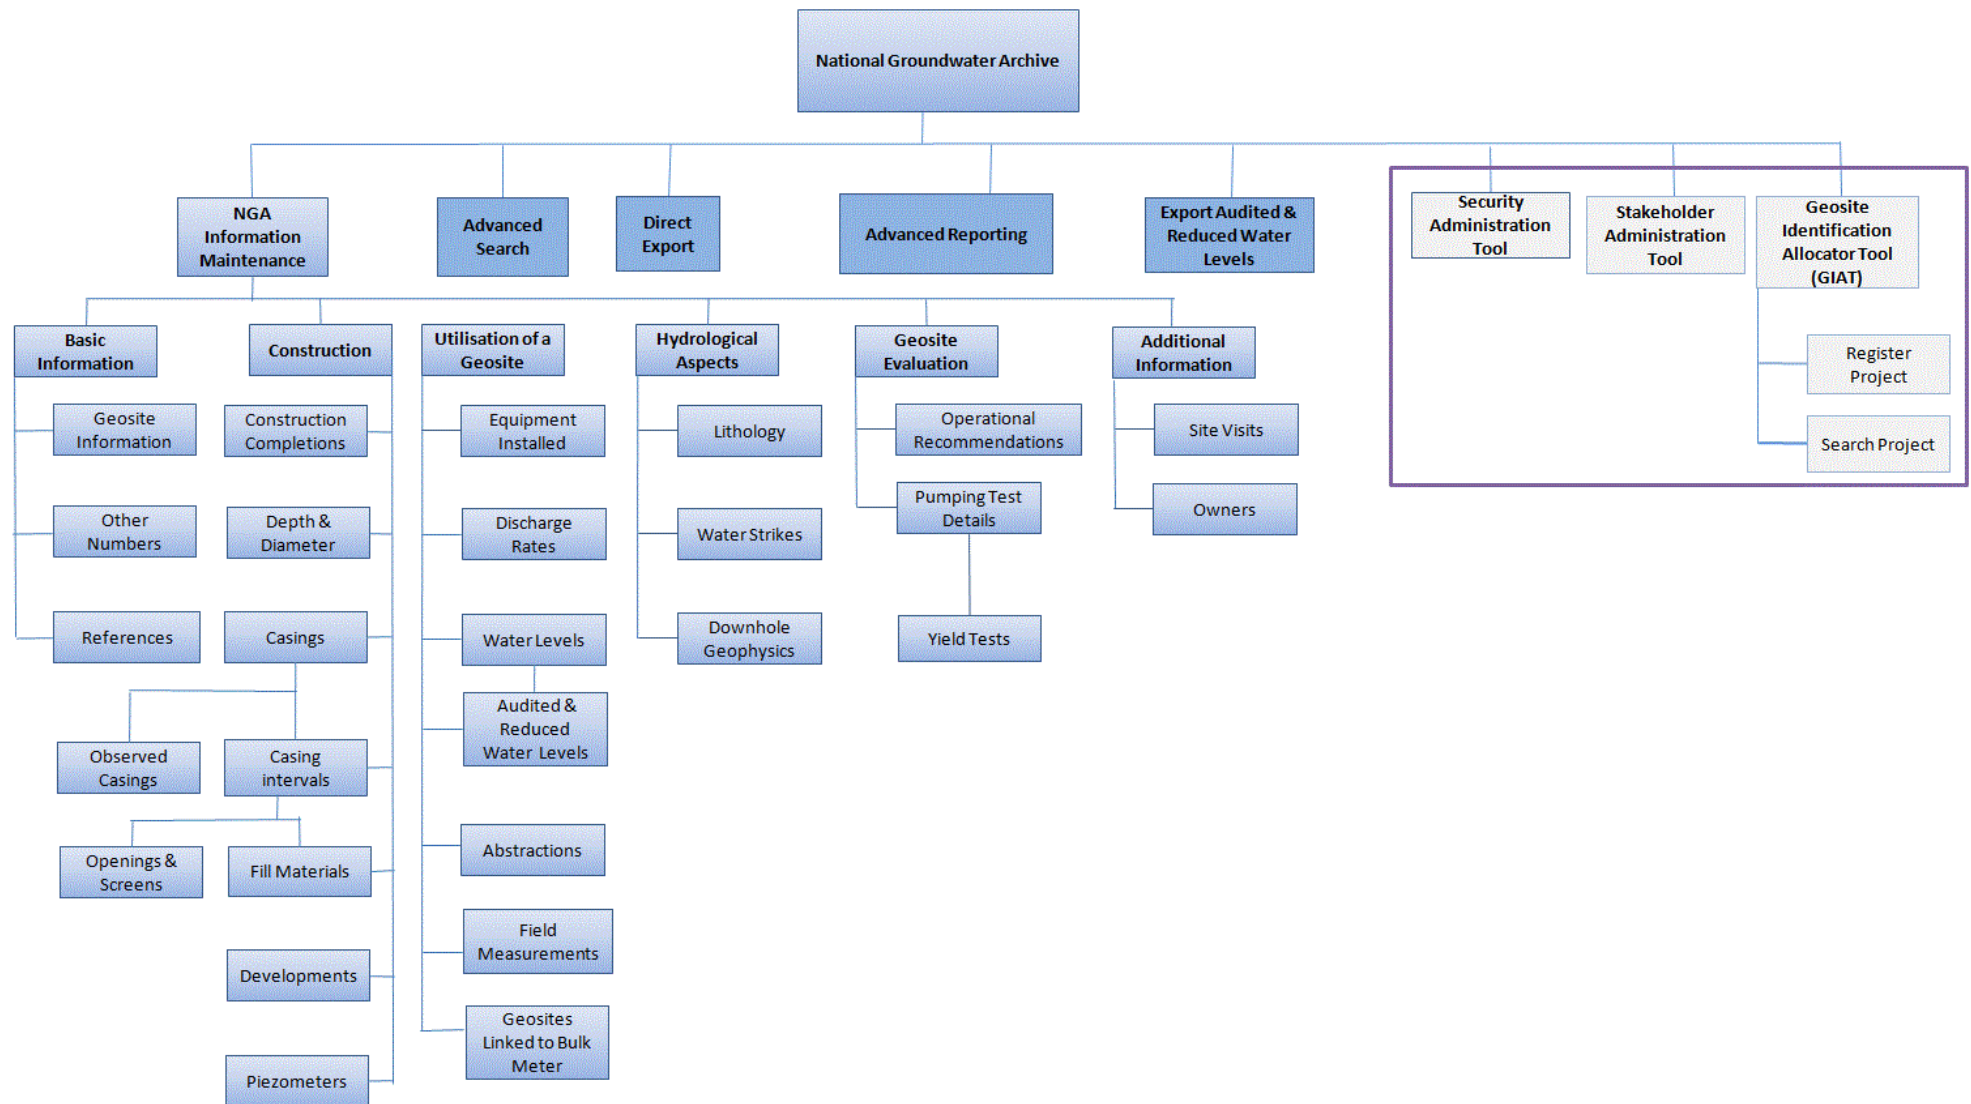 National Groundwater Archive
NGA
Information
Maintenance
Advanced
Search
Direct
Export
Advanced Reporting
Export Audited &
Reduced Water
Levels
Security
Administration
Tool
Stakeholder
Administration
Tool
Geosite
Identification
Allocator Tool
(GIAT)
Register
Project
Search Project
Basic
Information
Geosite
Information
Other
Numbers
References
Construction
Construction
Completions
Depth &
Diameter
Casings
Observed
Casings
Casing
intervals
Openings &
Screens
Fill Materials
Developments
Piezometers
Utilisation of a
Geosite
Equipment
Installed
Discharge
Rates
Water Levels
Audited &
Reduced
Water Levels
Abstractions
Field
Measurements
Geosites
Linked to Bulk
Meter
Hydrological
Aspects
Lithology
Water Strikes
Downhole
Geophysics
Geosite
Evaluation
Operational
Recommendations
Pumping Test
Details
Yield Tests
Additional
Information
Site Visits
Owners